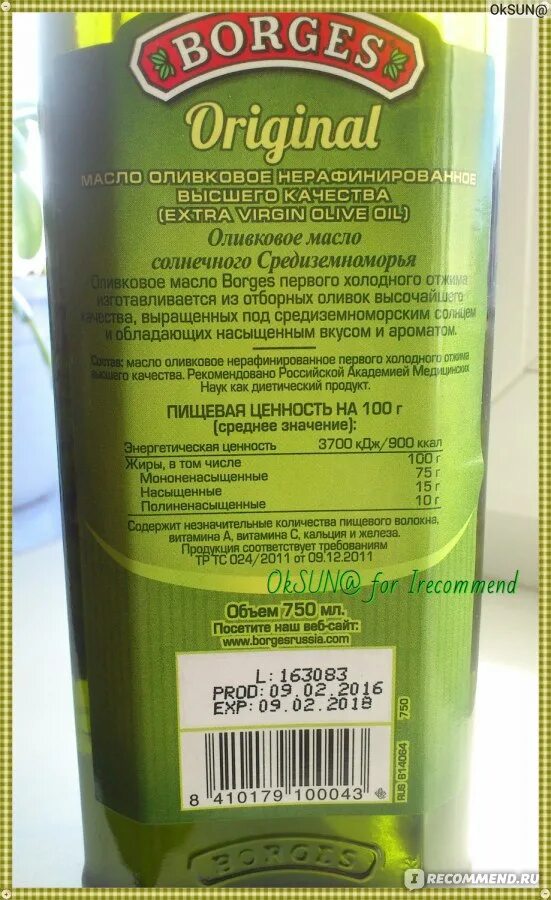 OkSUN@
BORGES
Original
МАСЛО ОЛИВКОВОЕ НЕРАФИНИРОВАННОЕ
ВЫСШЕГО КАЧЕСТВА
(EXTRA VIRGIN OLIVE OIL)
Оливковое масло
солнечного Средиземноморья
Оливковое масло Borges первого холодного отжима
изготавливается из отборных оливок высочайшего
качества, выращенных под средиземноморским солнцем
и обладающих насыщенным вкусом и ароматом.
Состав: масло оливковое нерафинированное первого холодного отжима
высшего качества. Рекомендовано Российской Академией Медицинских
Наук как диетический продукт.
ПИЩЕВАЯ ЦЕННОСТЬ НА 100 г
(среднее значение):
Энергетическая ценность 3700 кДж/900 ккал
Жиры, в том числе 100 г
Мононенасыщенные 75 г
Насыщенные 15 г
Полиненасыщенные 10 г
Содержит незначительные количества пищевого волокна,
витамина А, витамина С, кальция и железа.
Продукция соответствует требованиям
ТР ТС 024/2011 от 09.12.2011
OkSUN@ for Irecommend
Объем 750 мл.
Посетите наш веб-сайт:
www.borgesrussia.com
L:163083
PROD:09.02.2016
EXP:09.02.2018
750
RUS 614064
8 410179 100043
BORGES
I RECOMMEND.RU